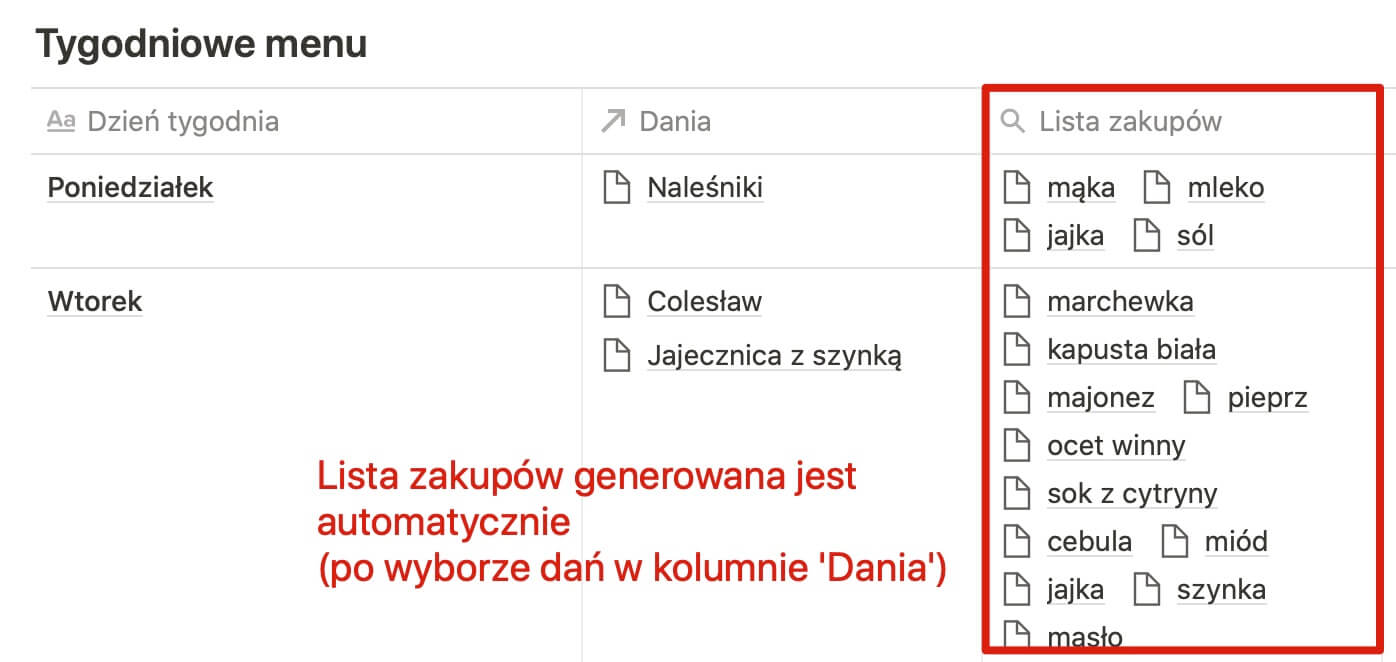 Tygodniowe menu
Aa Dzień tygodnia
Dania
Lista zakupów
Poniedziałek
Naleśniki
mąka mleko
jajka sól
Wtorek
Colesław
Jajecznica z szynką
marchewka
kapusta biała
majonez pieprz
ocet winny
sok z cytryny
cebula miód
jajka szynka
masło
Lista zakupów generowana jest
automatycznie
(po wyborze dań w kolumnie 'Dania')